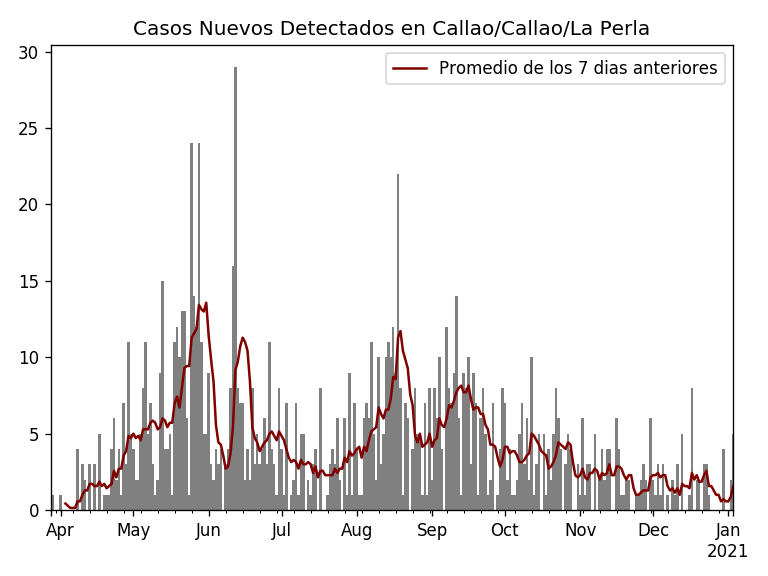 Casos Nuevos Detectados en Callao/Callao/La Perla
Promedio de los 7 dias anteriores
30
25
20
15
10
5
0
Apr May Jun Jul Aug Sep Oct Nov Dec Jan
2021